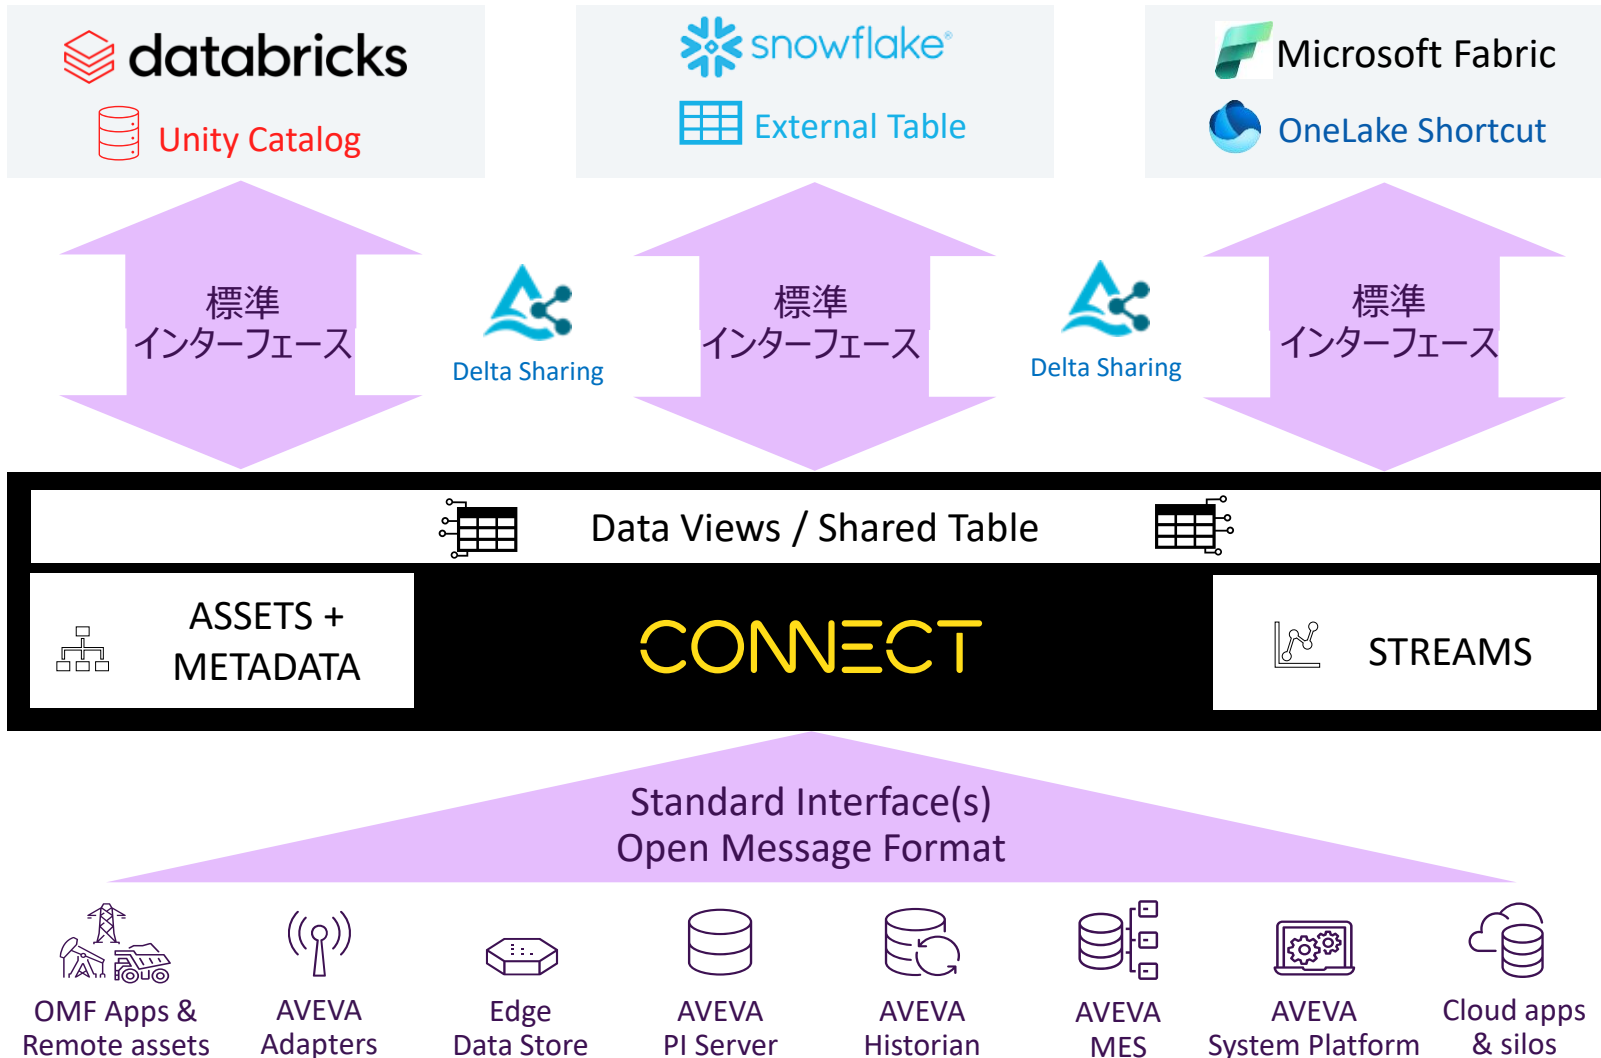 databricks
Unity Catalog
snowflake®
External Table
Microsoft Fabric
OneLake Shortcut
標準
インターフェース
Delta Sharing
標準
インターフェース
Delta Sharing
標準
インターフェース
Data Views / Shared Table
ASSETS +
METADATA
CONNECT
STREAMS
Standard Interface(s)
Open Message Format
OMF Apps &
Remote assets
AVEVA
Adapters
Edge
Data Store
AVEVA
PI Server
AVEVA
Historian
AVEVA
MES
AVEVA
System Platform
Cloud apps
& silos